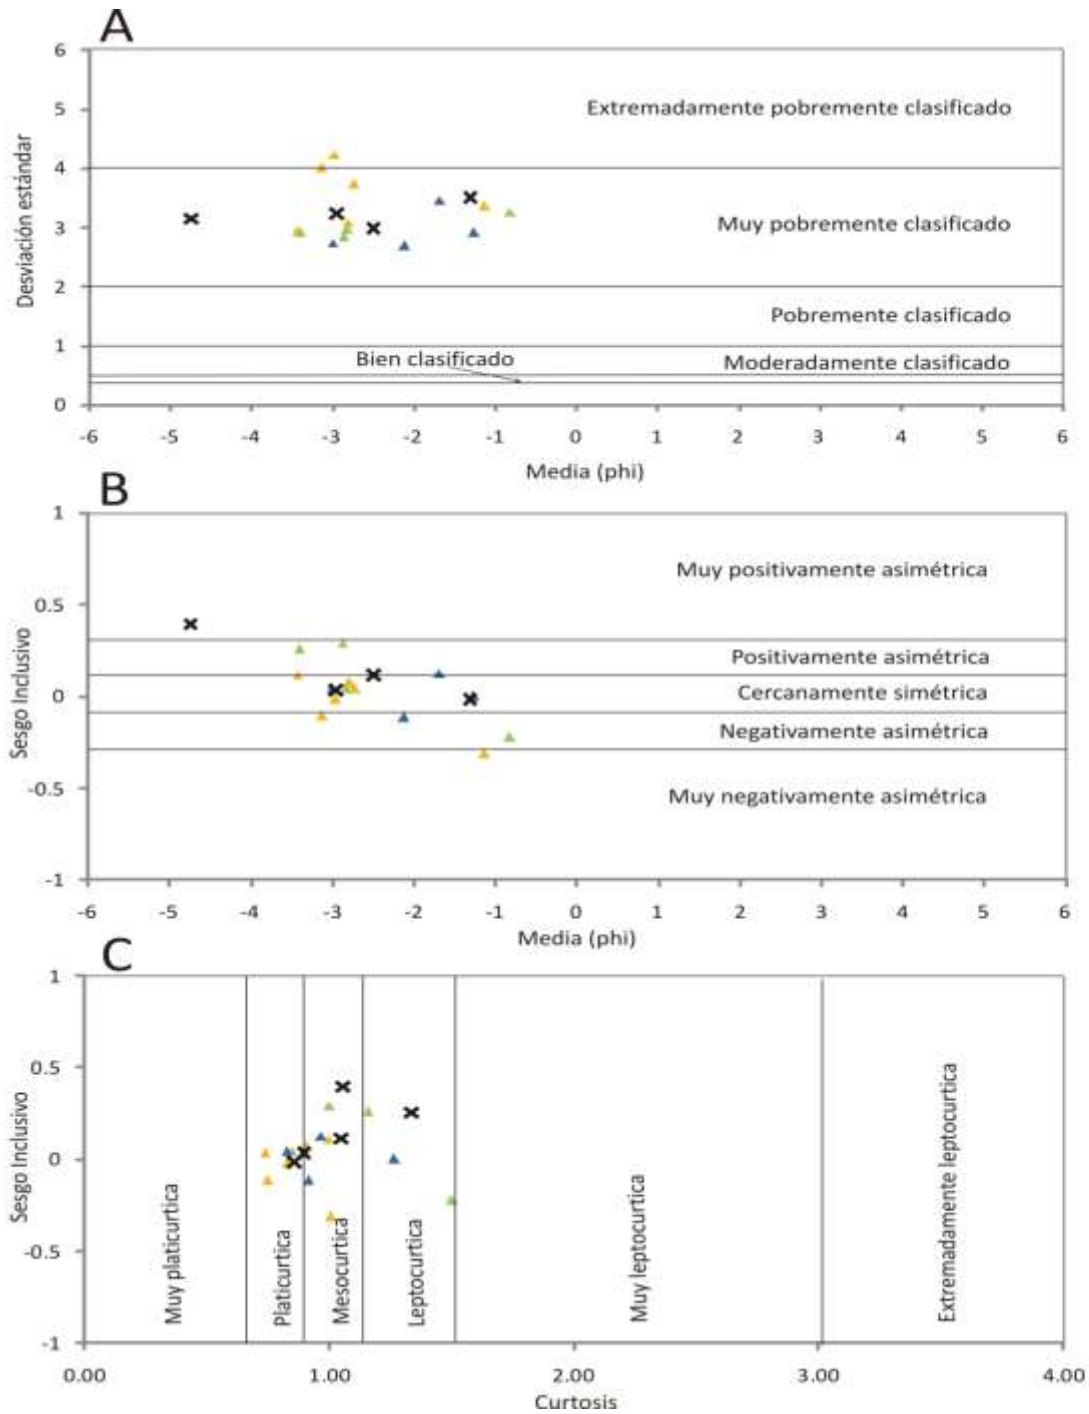 A
6
Extremadamente pobremente clasificado
5
4
Desviación estándar
Muy pobremente clasificado
3
2
Pobremente clasificado
1
Bien clasificado
Moderadamente clasificado
0
-6 -5 -4 -3 -2 -1 0 1 2 3 4 5 6
Media (phi)
B
1
Muy positivamente asimétrica
0.5
Positivamente asimétrica
Sesgo Inclusivo
0
Cercanamente simétrica
Negativamente asimétrica
-0.5
Muy negativamente asimétrica
-1
-6 -5 -4 -3 -2 -1 0 1 2 3 4 5 6
Media (phi)
C
1
0.5
Sesgo Inclusivo
0
-0.5
-1
Muy platicurtica
Platicurtica
Mesocurtica
Leptocurtica
Muy leptocurtica
Extremadamente leptocurtica
0.00 1.00 2.00 3.00 4.00
Curtosis